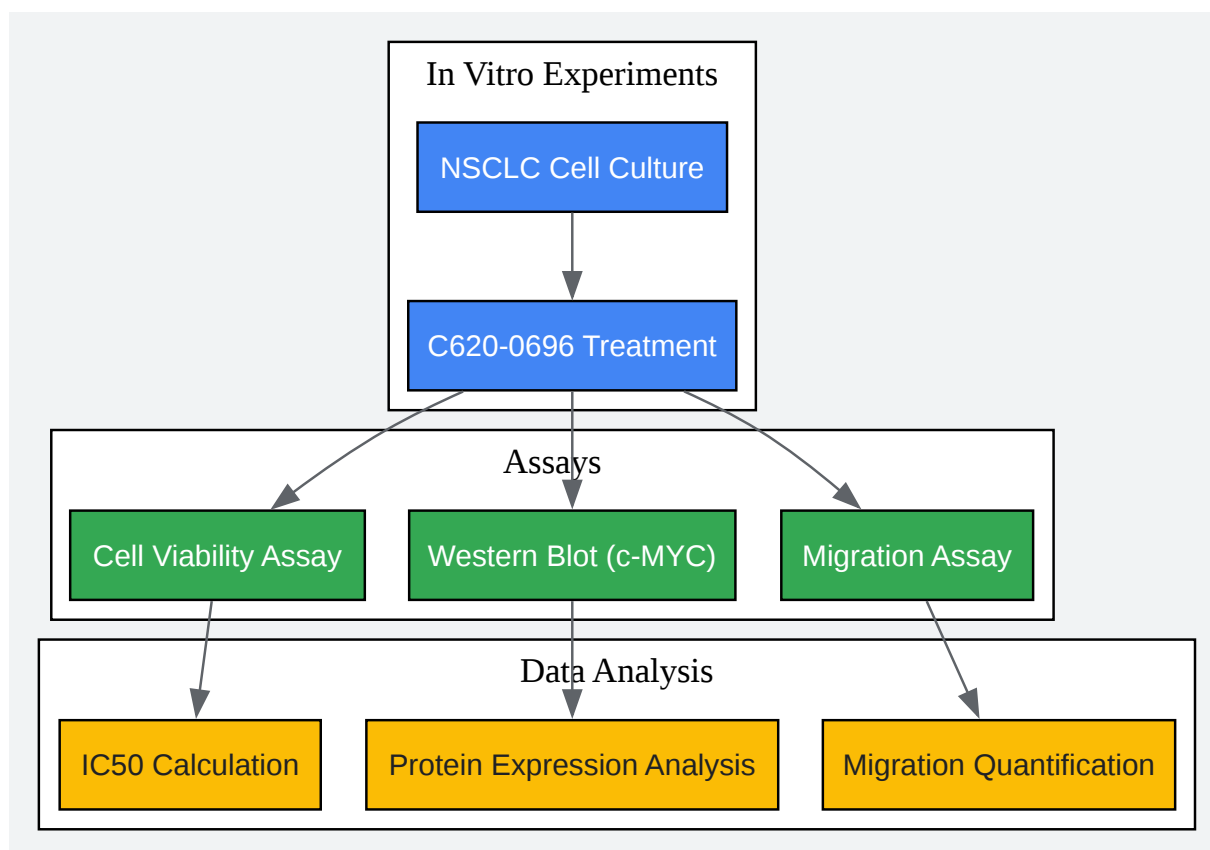 In Vitro Experiments
NSCLC Cell Culture
C620-0696 Treatment
Assays
Cell Viability Assay
Western Blot (c-MYC)
Migration Assay
Data Analysis
IC50 Calculation
Protein Expression Analysis
Migration Quantification